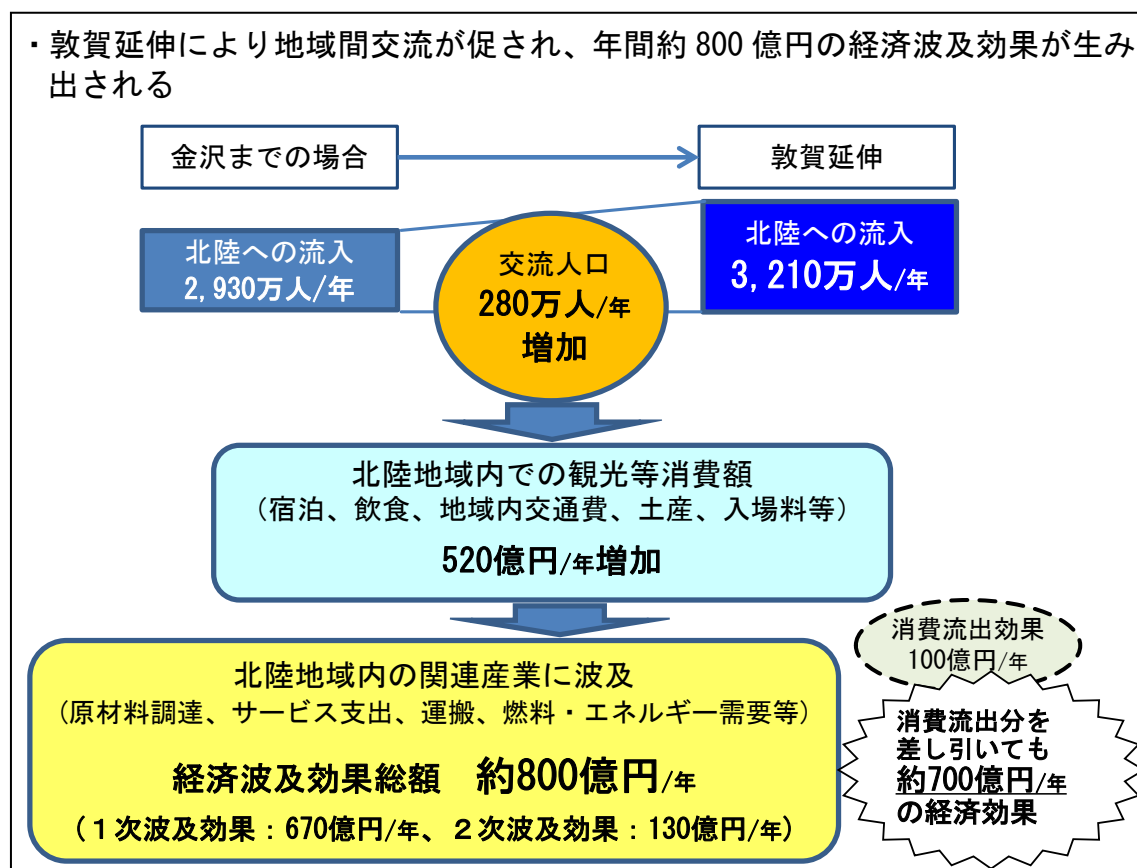 ・敦賀延伸により地域間交流が促され、年間約 800 億円の経済波及効果が生み
出される
金沢までの場合
敦賀延伸
北陸への流入
2,930万人/年
交流人口
280万人/年
増加
北陸への流入
3,210万人/年
北陸地域内での観光等消費額
（宿泊、飲食、地域内交通費、土産、入場料等）
520億円/年増加
北陸地域内の関連産業に波及
（原材料調達、サービス支出、運搬、燃料・エネルギー需要等）
経済波及効果総額 約800億円/年
（１次波及効果：670億円/年、２次波及効果：130億円/年）
消費流出効果
100億円/年
消費流出分を
差し引いても
約700億円/年
の経済効果